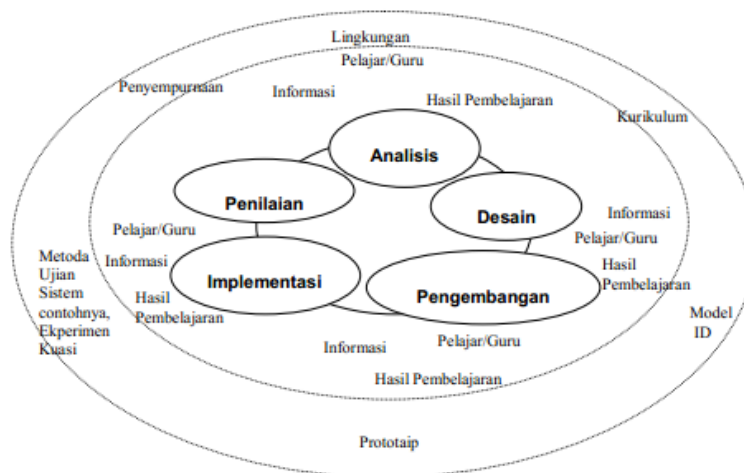 Lingkungan
Pelajar/Guru
Penyempurnaan
Informasi
Hasil Pembelajaran
Kurikulum
Analisis
Penilaian
Desain
Informasi
Pelajar/Guru
Pelajar/Guru
Metoda
Ujian
Sistem
contohnya,
Ekperimen
Kuasi
Informasi
Hasil
Pembelajaran
Implementasi
Pengembangan
Hasil
Pembelajaran
Model
ID
Informasi
Pelajar/Guru
Hasil Pembelajaran
Prototaip